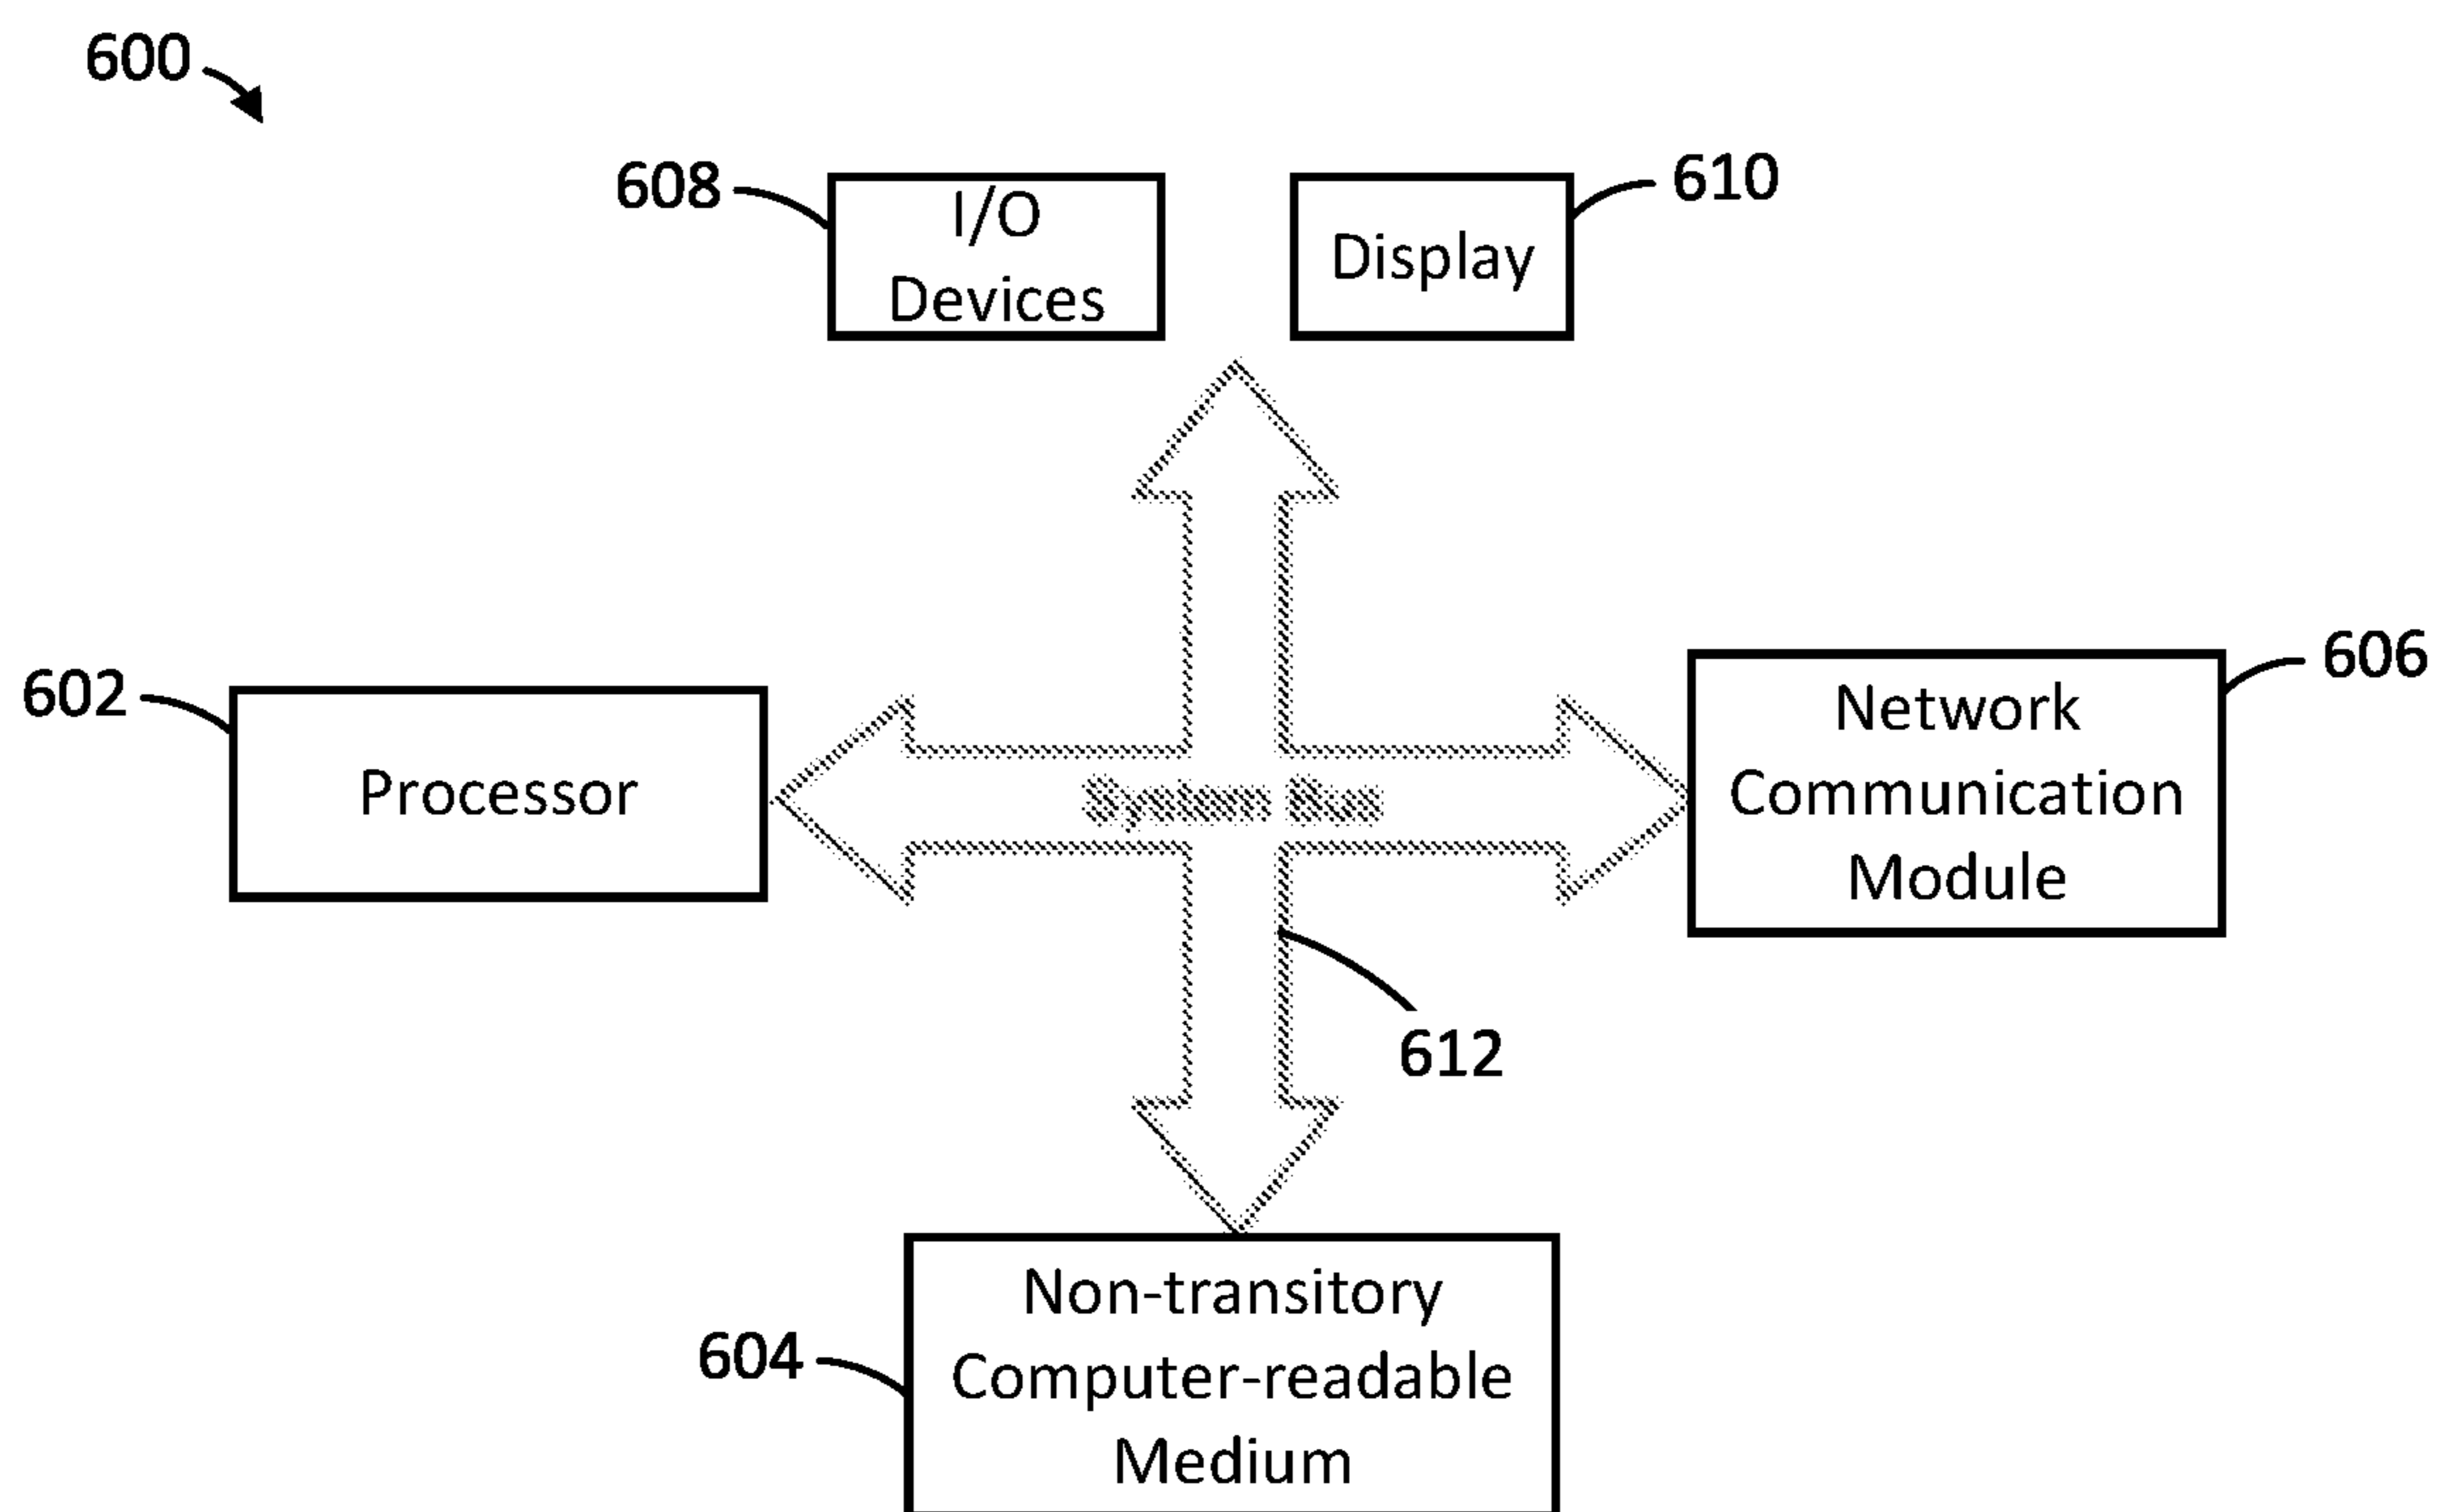 600
608
I/O
Devices
Display
610
602
Processor
Network
Communication
Module
606
612
604
Non-transitory
Computer-readable
Medium